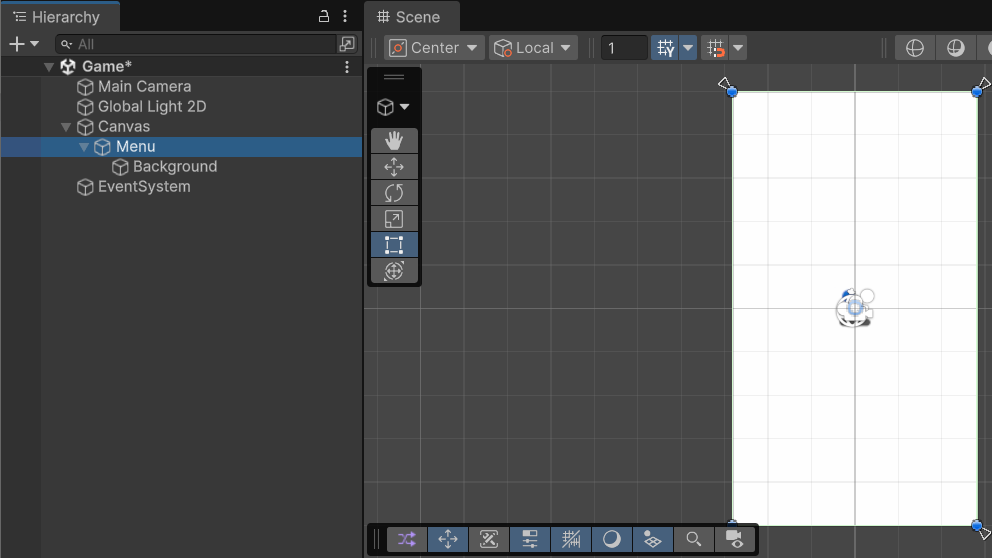 Hierarchy
Scene
All
Center
Local
1
Game*
Main Camera
Global Light 2D
Canvas
Menu
Background
EventSystem